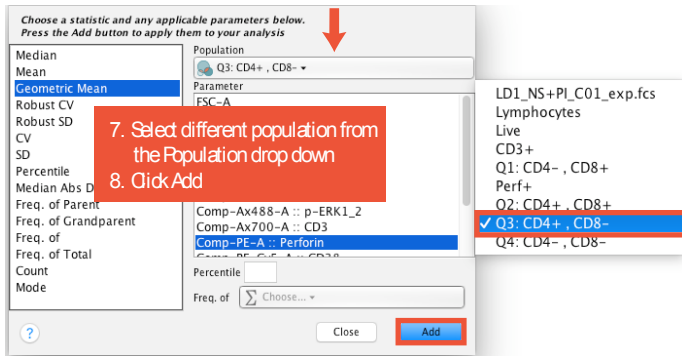 Choose a statistic and any applicable parameters below.
Press the Add button to apply them to your analysis
Median
Mean
Geometric Mean
Robust CV
Robust SD
CV
SD
Percentile
Median Abs D
Freq. of Parent
Freq. of Grandparent
Freq. of
Freq. of Total
Count
Mode
Population
Q3: CD4+ , CD8-
Parameter
FSC-A
7. Select different population from
the Population drop down
8. Click Add
Comp-Ax488-A :: p-ERK1_2
Comp-Ax700-A :: CD3
Comp-PE-A :: Perforin
Percentile
Freq. of
∑ Choose...
?
Close
Add
LD1_NS+PI_C01_exp.fcs
Lymphocytes
Live
CD3+
Q1: CD4- , CD8+
Perf+
Q2: CD4+ , CD8+
✓ Q3: CD4+ , CD8-
Q4: CD4- , CD8-